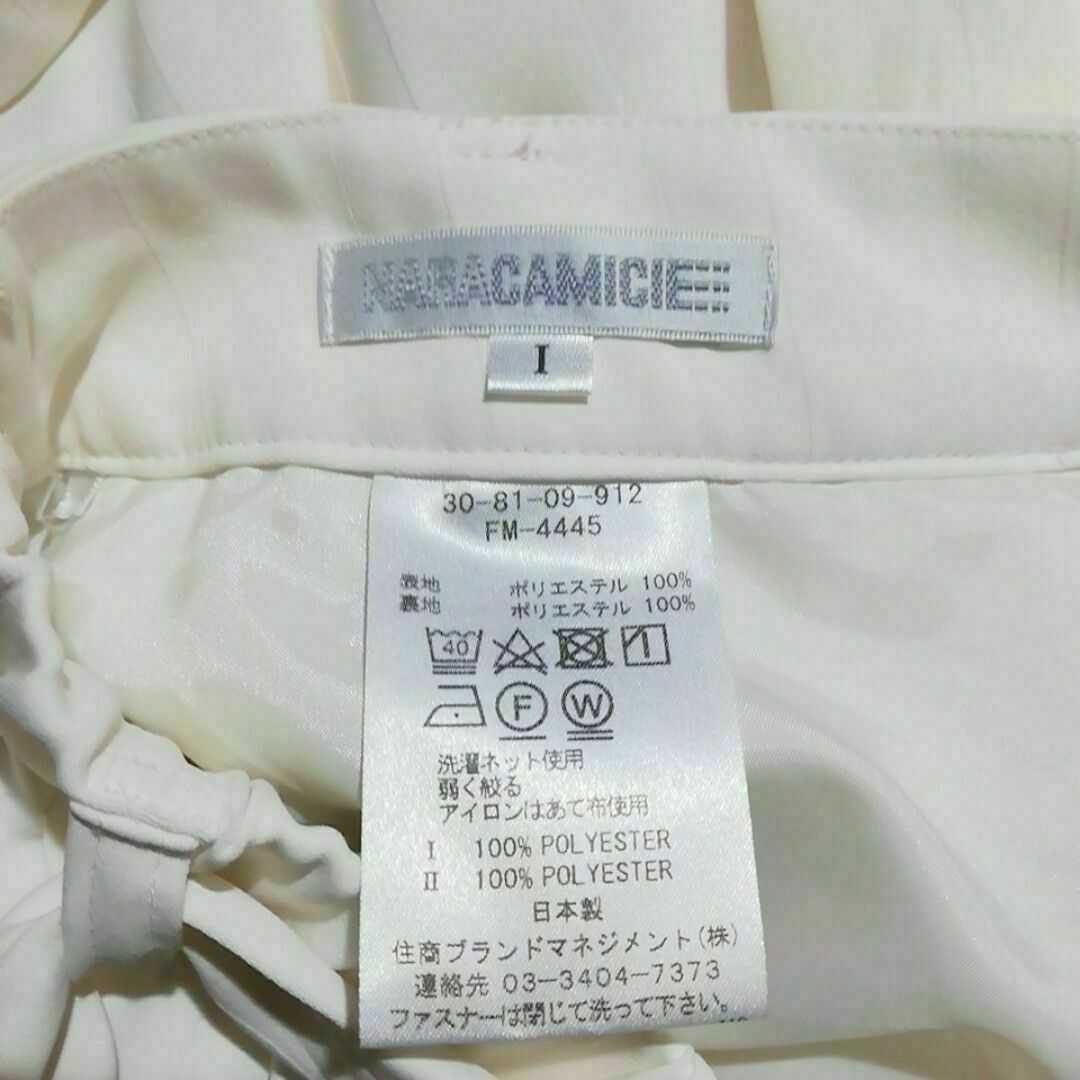 NARACAMICIE
I
30-81-09-912
FM-4445
表地 ポリエステル 100%
裏地 ポリエステル 100%
40
F W
洗濯ネット使用
弱く絞る
アイロンはあて布使用
I 100% POLYESTER
II 100% POLYESTER
日本製
住商ブランドマネジメント(株)
連絡先 03-3404-7373
ファスナーは閉じて洗って下さい。